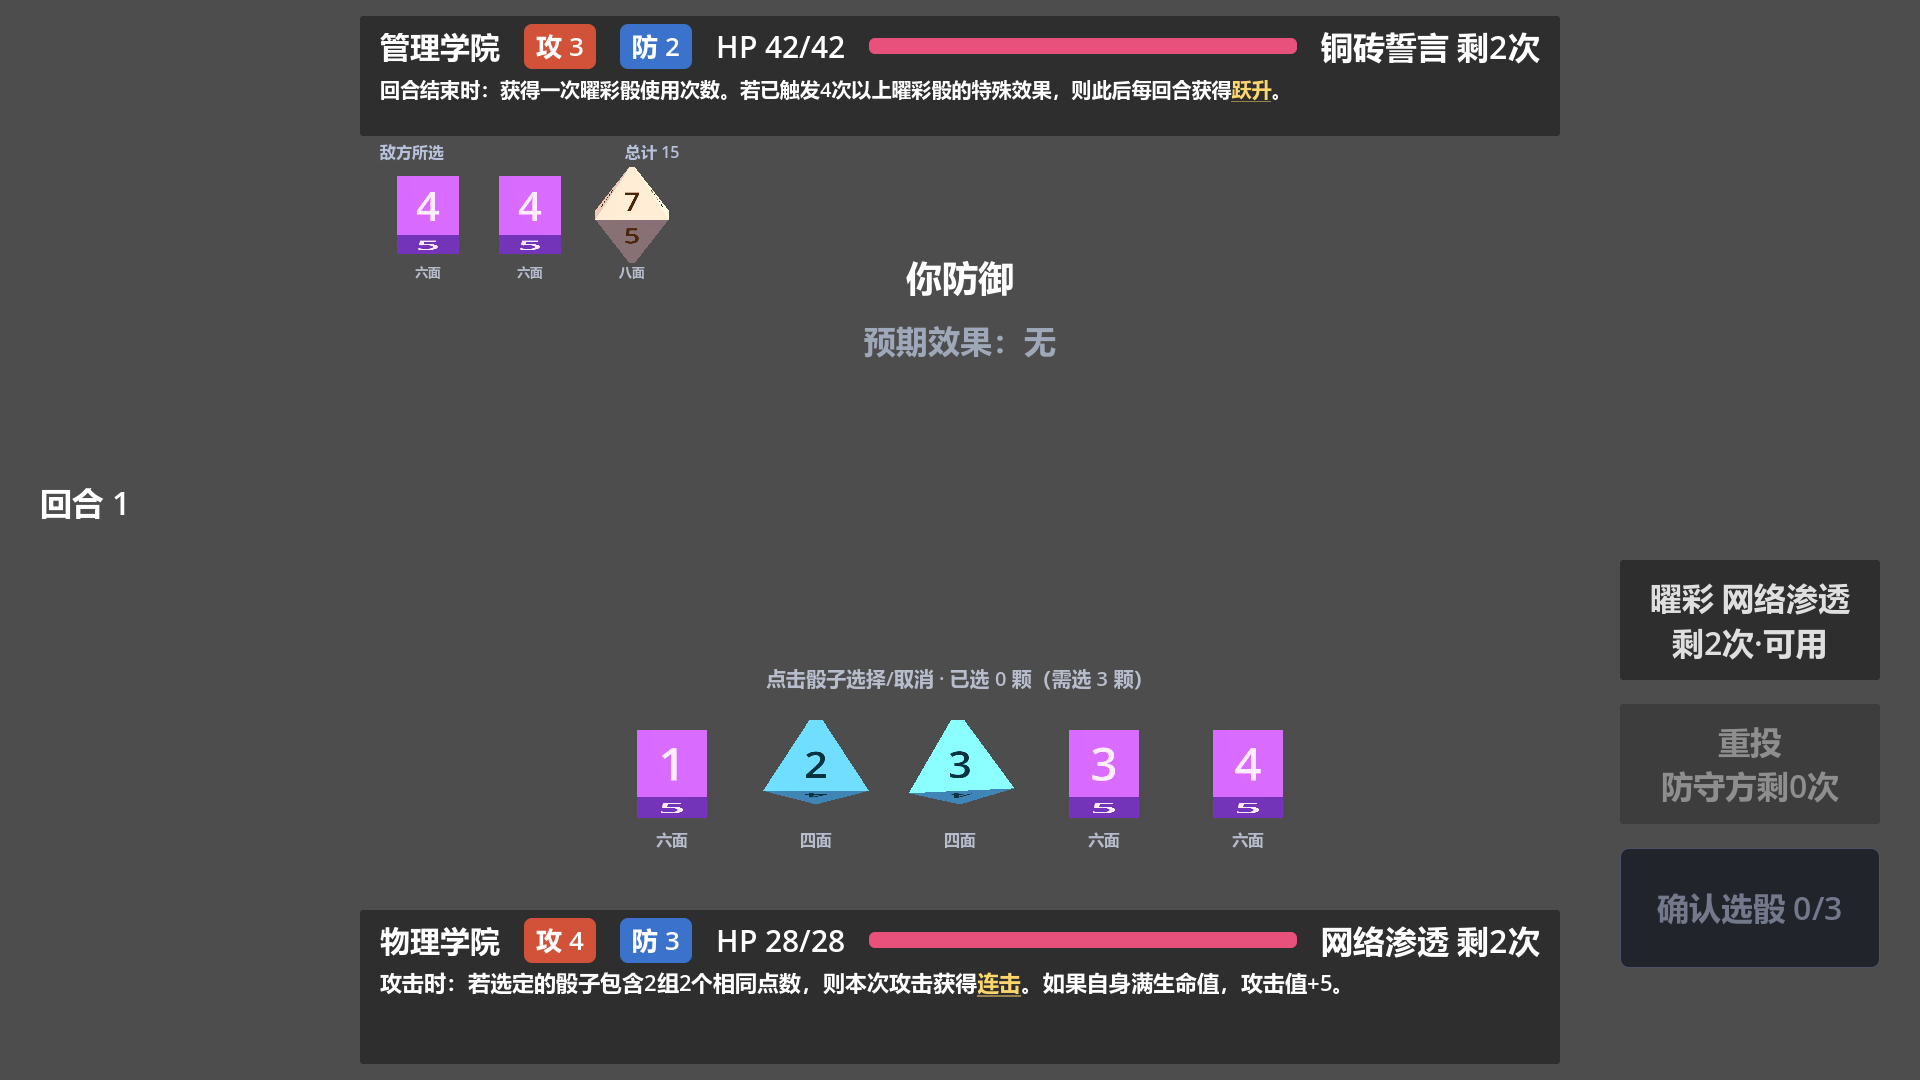 管理学院 攻 3 防 2 HP 42/42 铜砖誓言 剩2次
回合结束时：获得一次曜彩骰使用次数。若已触发4次以上曜彩骰的特殊效果，则此后每回合获得跃升。
敌方所选 总计 15
4 4 7
5 5 5
六面 六面 八面
你防御
预期效果：无
回合 1
曜彩 网络渗透
剩2次·可用
点击骰子选择/取消 · 已选 0 颗（需选 3 颗）
重投
防守方剩0次
1 2 3 3 4
5 4 4 5 5
六面 四面 四面 六面 六面
确认选骰 0/3
物理学院 攻 4 防 3 HP 28/28 网络渗透 剩2次
攻击时：若选定的骰子包含2组2个相同点数，则本次攻击获得连击。如果自身满生命值，攻击值+5。